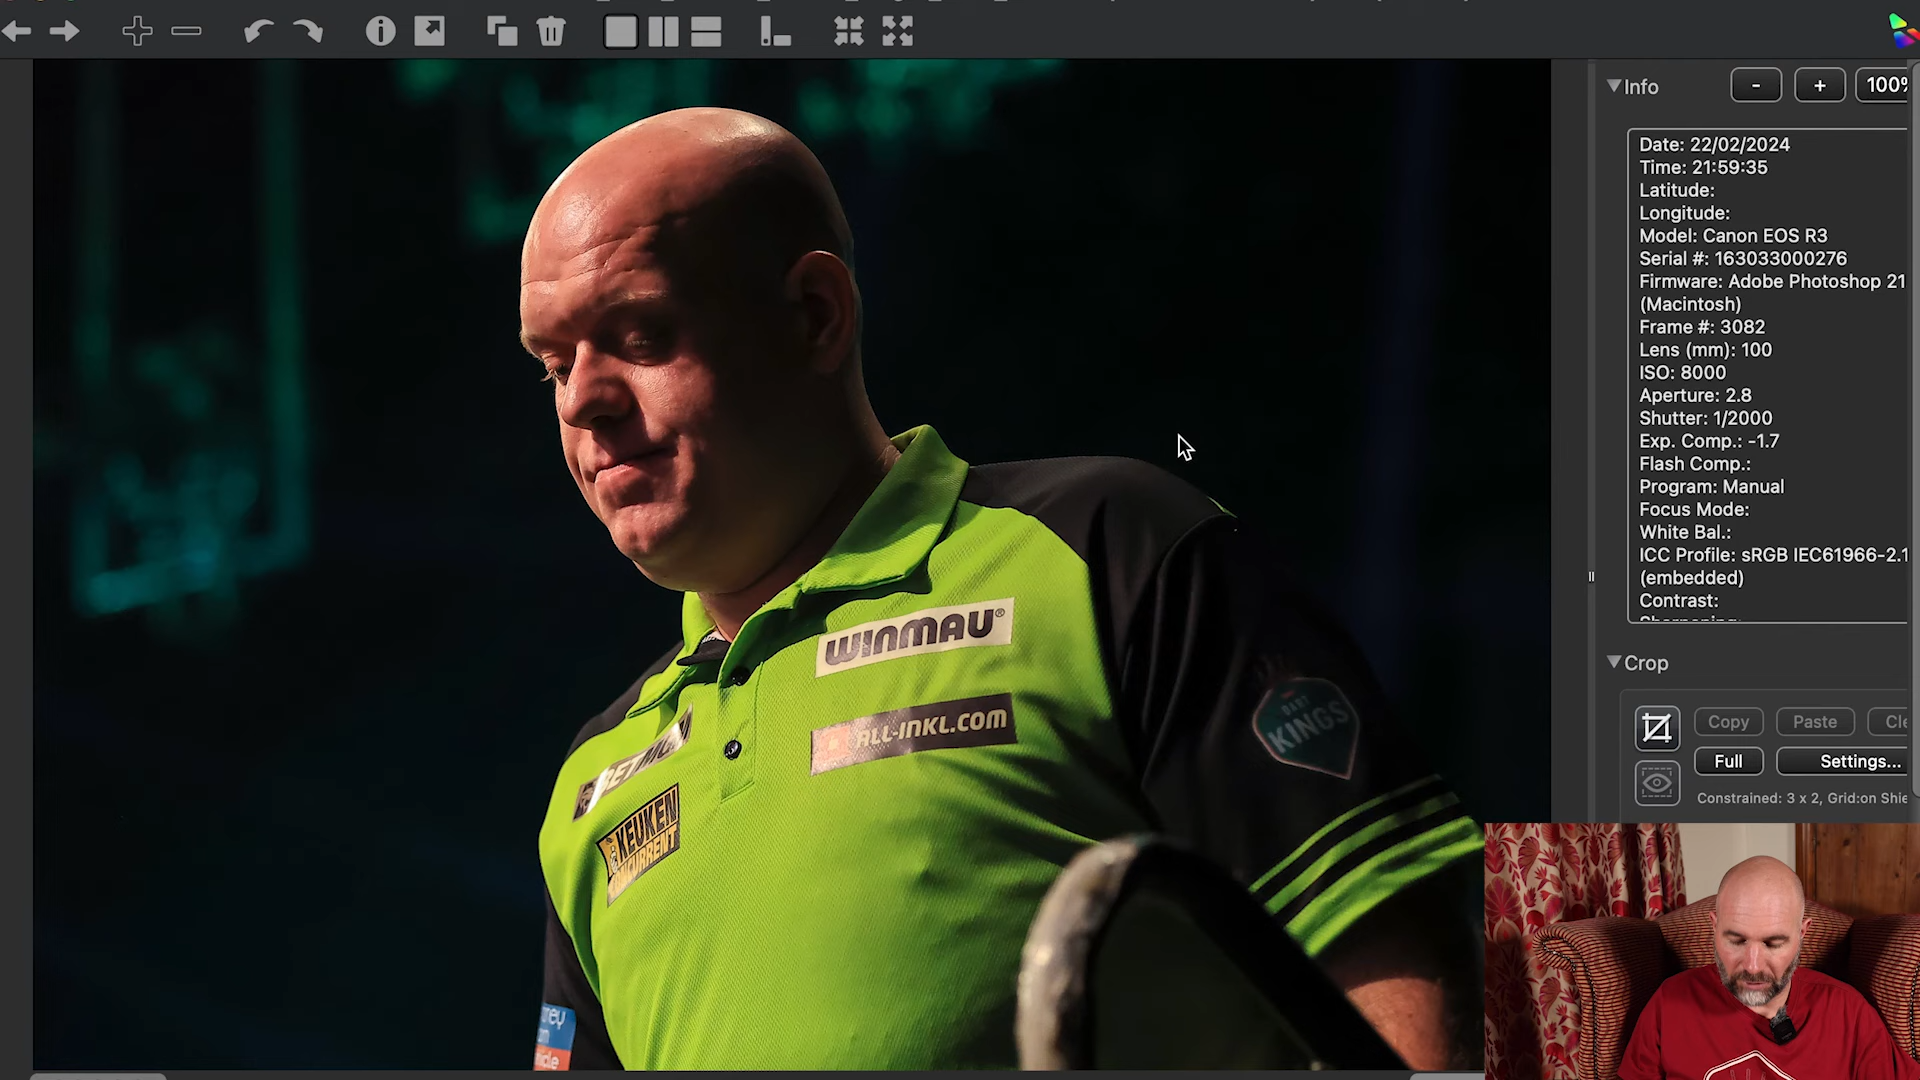 Info
-
+
100%
Date: 22/02/2024
Time: 21:59:35
Latitude:
Longitude:
Model: Canon EOS R3
Serial #: 163033000276
Firmware: Adobe Photoshop 21
(Macintosh)
Frame #: 3082
Lens (mm): 100
ISO: 8000
Aperture: 2.8
Shutter: 1/2000
Exp. Comp.: -1.7
Flash Comp.:
Program: Manual
Focus Mode:
White Bal.:
ICC Profile: sRGB IEC61966-2.1
(embedded)
Contrast:
Crop
Copy
Paste
Cle
Full
Settings...
Constrained: 3 x 2, Grid:on Shie
WINMAU®
ALL-INKL.COM
DART
KINGS
KEUKEN